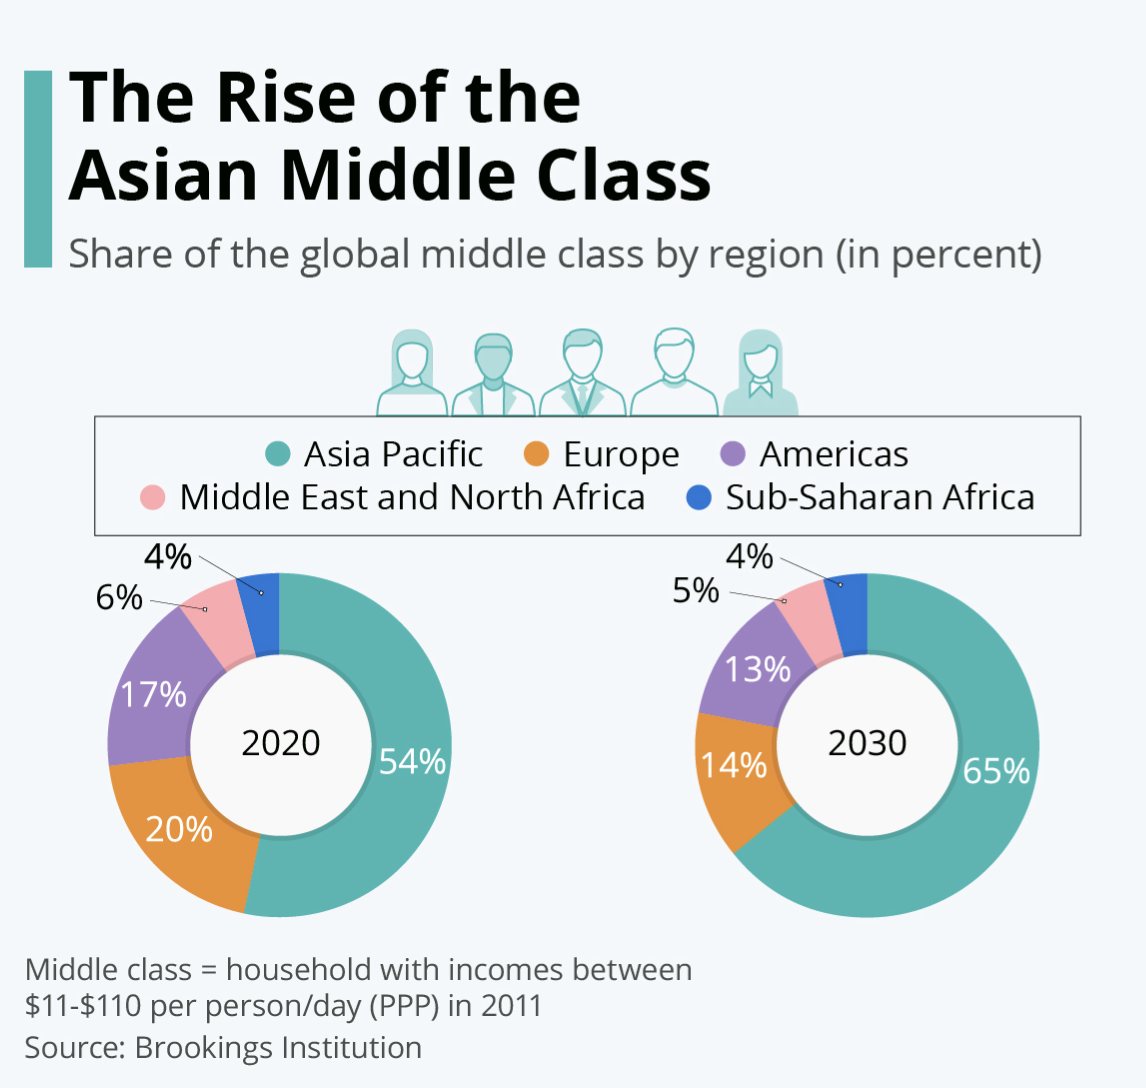 The Rise of the
Asian Middle Class
Share of the global middle class by region (in percent)
Asia Pacific Europe Americas
Middle East and North Africa Sub-Saharan Africa
4%
6%
17%
20%
54%
2020
4%
5%
13%
14%
65%
2030
Middle class = household with incomes between
$11-$110 per person/day (PPP) in 2011
Source: Brookings Institution